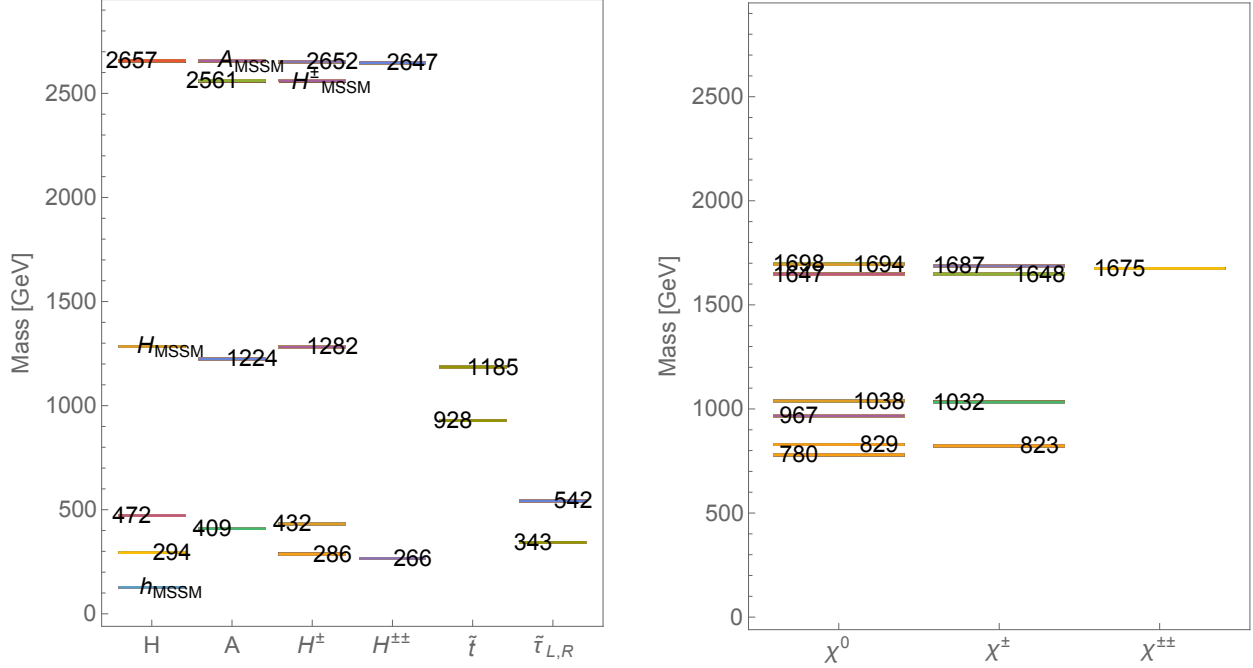 2657 A_MSSM 2652 2647
2561 H^±_MSSM
2500
2000
1500
H_MSSM 1224 1282
1185
1000
928
500
472 409 432 542
294 286 266 343
h_MSSM
0
Mass [GeV]
H A H^± H^±± t̃ τ̃_L,R
2500
2000
1698 1694 1687 1675
1647 1648
1500
1038 1032
1000
967
829 823
780
500
0
Mass [GeV]
χ^0 χ^± χ^±±